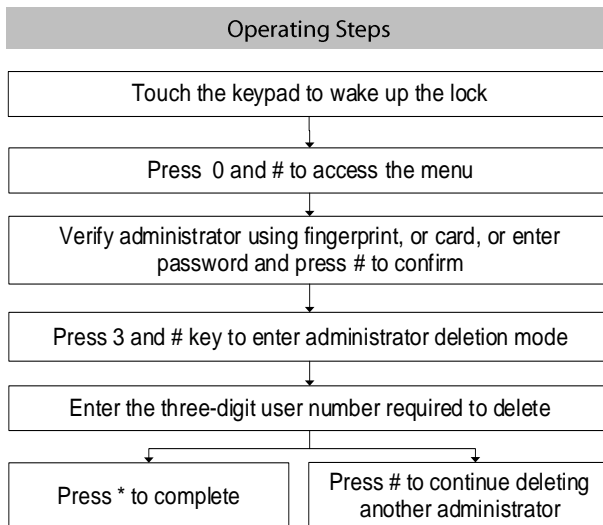 Operating Steps
Touch the keypad to wake up the lock
Press 0 and # to access the menu
Verify administrator using fingerprint, or card, or enter
password and press # to confirm
Press 3 and # key to enter administrator deletion mode
Enter the three-digit user number required to delete
Press * to complete
Press # to continue deleting
another administrator